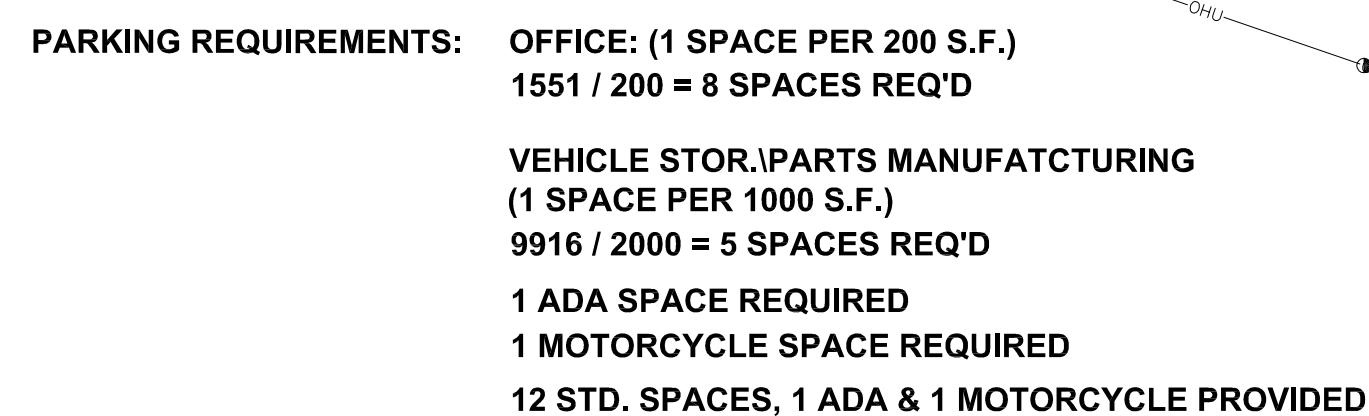 OHU
PARKING REQUIREMENTS: OFFICE: (1 SPACE PER 200 S.F.)
1551 / 200 = 8 SPACES REQ'D
VEHICLE STOR.\PARTS MANUFATCTURING
(1 SPACE PER 1000 S.F.)
9916 / 2000 = 5 SPACES REQ'D
1 ADA SPACE REQUIRED
1 MOTORCYCLE SPACE REQUIRED
12 STD. SPACES, 1 ADA & 1 MOTORCYCLE PROVIDED